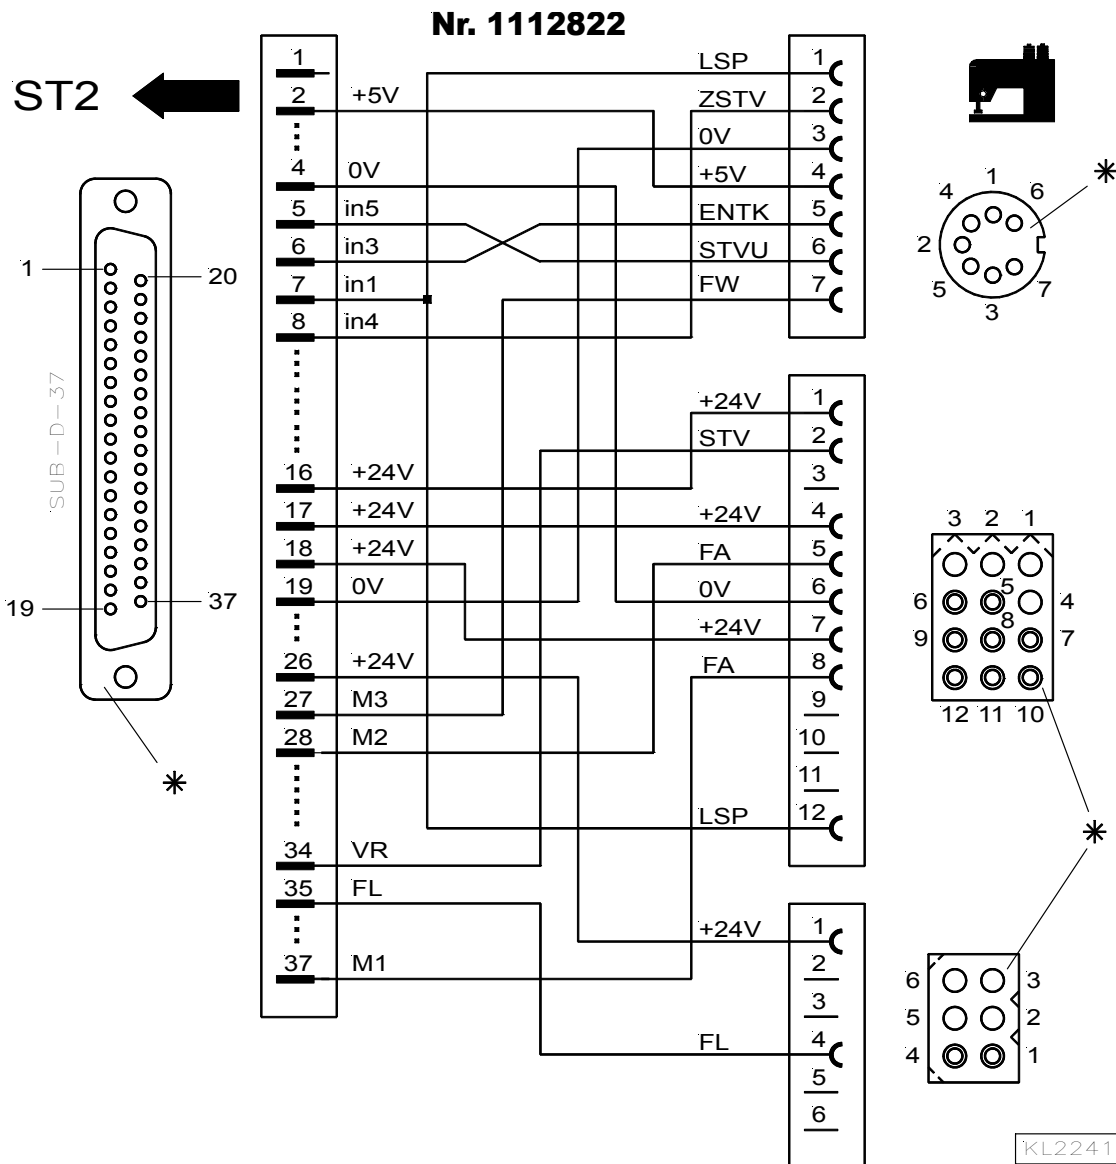 Nr. 1112822
ST2
1
2 +5V
4 0V
5 in5
6 in3
7 in1
8 in4
16 +24V
17 +24V
18 +24V
19 0V
26 +24V
27 M3
28 M2
34 VR
35 FL
37 M1
LSP 1
ZSTV 2
0V 3
+5V 4
ENTK 5
STVU 6
FW 7
+24V 1
STV 2
3
+24V 4
FA 5
0V 6
+24V 7
FA 8
9
10
11
LSP 12
+24V 1
2
3
FL 4
5
6
1 20
SUB-D-37
19 37
*
1
4 6 *
2
5 7
3
3 2 1
6 5 4
9 8 7
12 11 10
*
6 3
5 2
4 1
KL2241